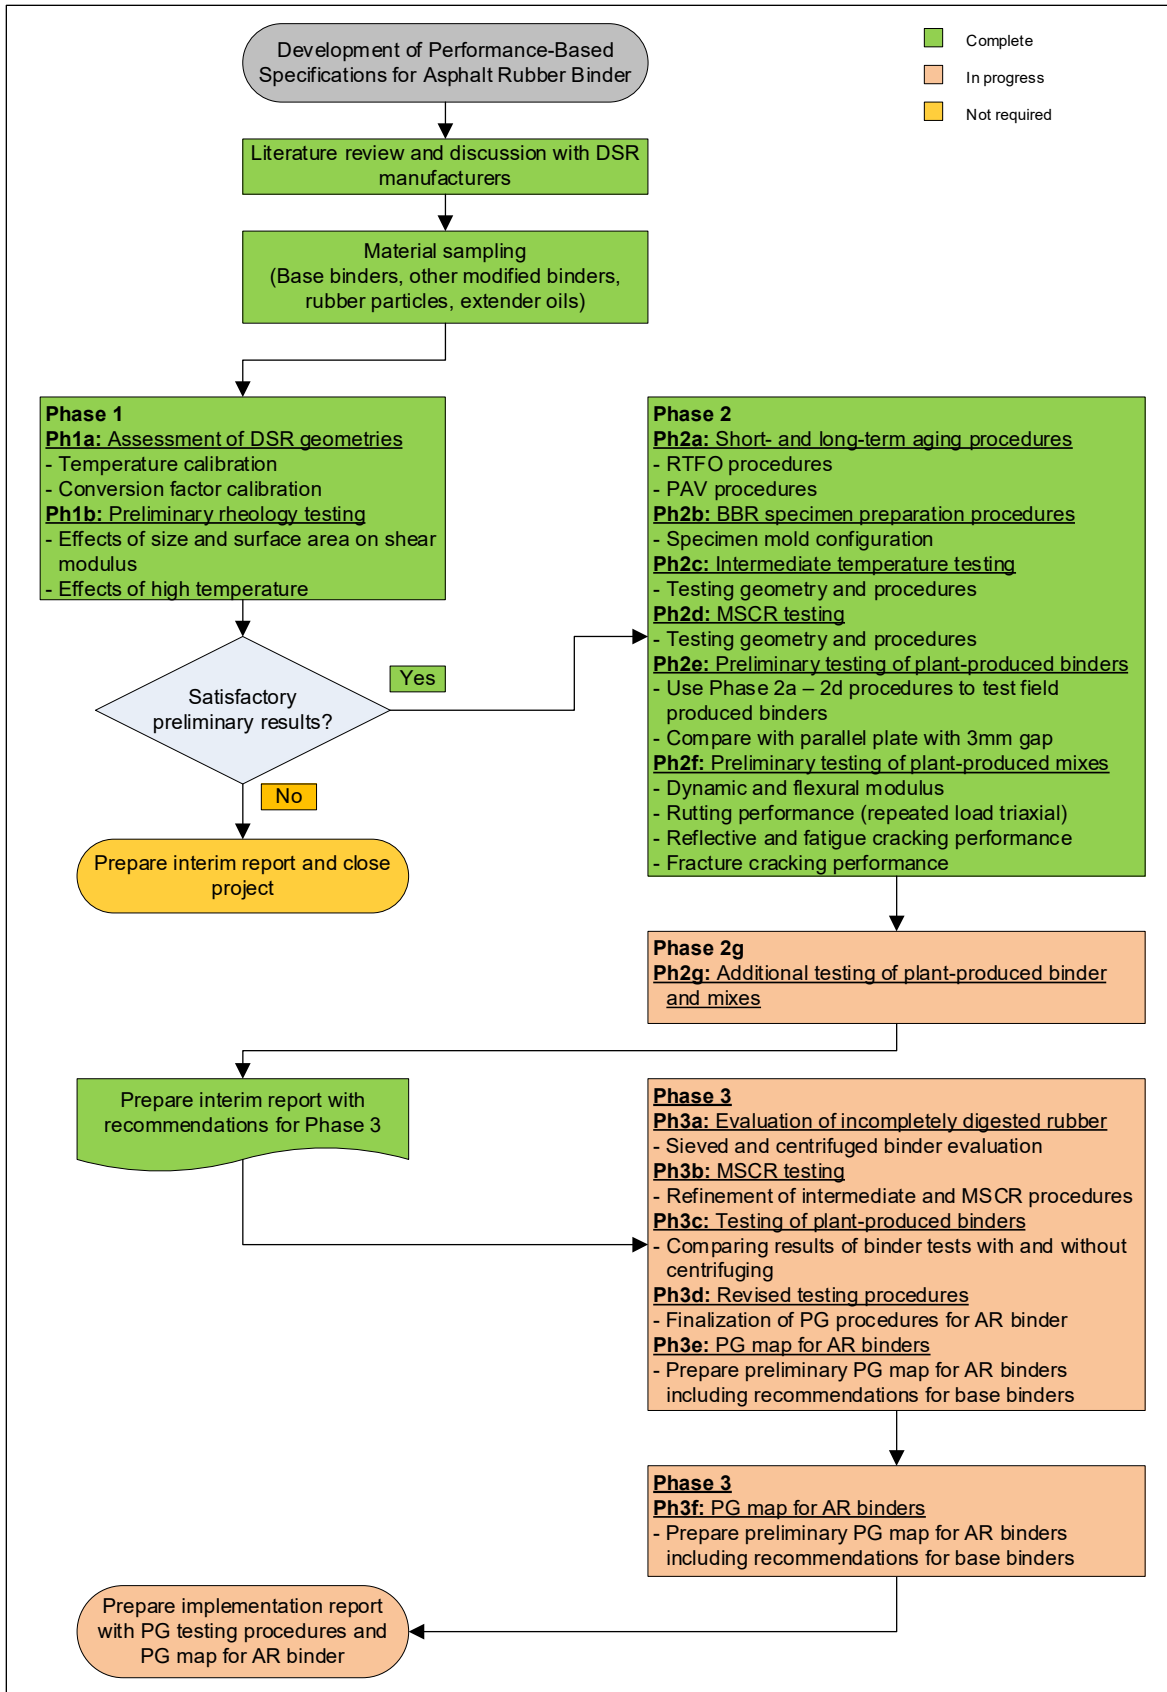 Development of Performance-Based
Specifications for Asphalt Rubber Binder
Complete
In progress
Not required
Literature review and discussion with DSR
manufacturers
Material sampling
(Base binders, other modified binders,
rubber particles, extender oils)
Phase 1
Ph1a: Assessment of DSR geometries
- Temperature calibration
- Conversion factor calibration
Ph1b: Preliminary rheology testing
- Effects of size and surface area on shear
modulus
- Effects of high temperature
Satisfactory
preliminary results?
Yes
No
Prepare interim report and close
project
Phase 2
Ph2a: Short- and long-term aging procedures
- RTFO procedures
- PAV procedures
Ph2b: BBR specimen preparation procedures
- Specimen mold configuration
Ph2c: Intermediate temperature testing
- Testing geometry and procedures
Ph2d: MSCR testing
- Testing geometry and procedures
Ph2e: Preliminary testing of plant-produced binders
- Use Phase 2a – 2d procedures to test field
produced binders
- Compare with parallel plate with 3mm gap
Ph2f: Preliminary testing of plant-produced mixes
- Dynamic and flexural modulus
- Rutting performance (repeated load triaxial)
- Reflective and fatigue cracking performance
- Fracture cracking performance
Phase 2g
Ph2g: Additional testing of plant-produced binder
and mixes
Prepare interim report with
recommendations for Phase 3
Phase 3
Ph3a: Evaluation of incompletely digested rubber
- Sieved and centrifuged binder evaluation
Ph3b: MSCR testing
- Refinement of intermediate and MSCR procedures
Ph3c: Testing of plant-produced binders
- Comparing results of binder tests with and without
centrifuging
Ph3d: Revised testing procedures
- Finalization of PG procedures for AR binder
Ph3e: PG map for AR binders
- Prepare preliminary PG map for AR binders
including recommendations for base binders
Phase 3
Ph3f: PG map for AR binders
- Prepare preliminary PG map for AR binders
including recommendations for base binders
Prepare implementation report
with PG testing procedures and
PG map for AR binder